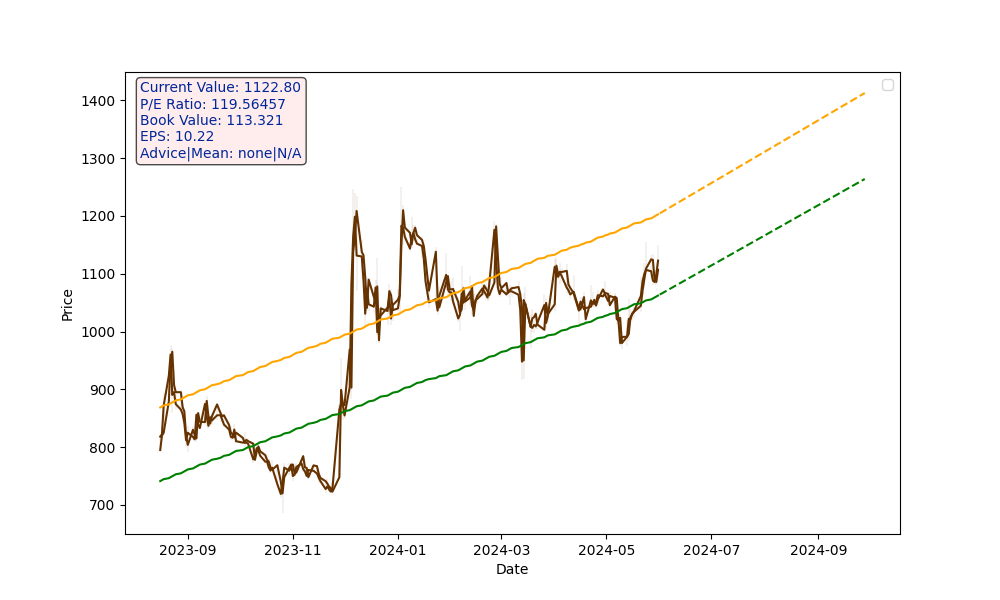 Current Value: 1122.80
P/E Ratio: 119.56457
Book Value: 113.321
EPS: 10.22
Advice|Mean: none|N/A
1400
1300
1200
1100
1000
900
800
700
Price
2023-09 2023-11 2024-01 2024-03 2024-05 2024-07 2024-09
Date